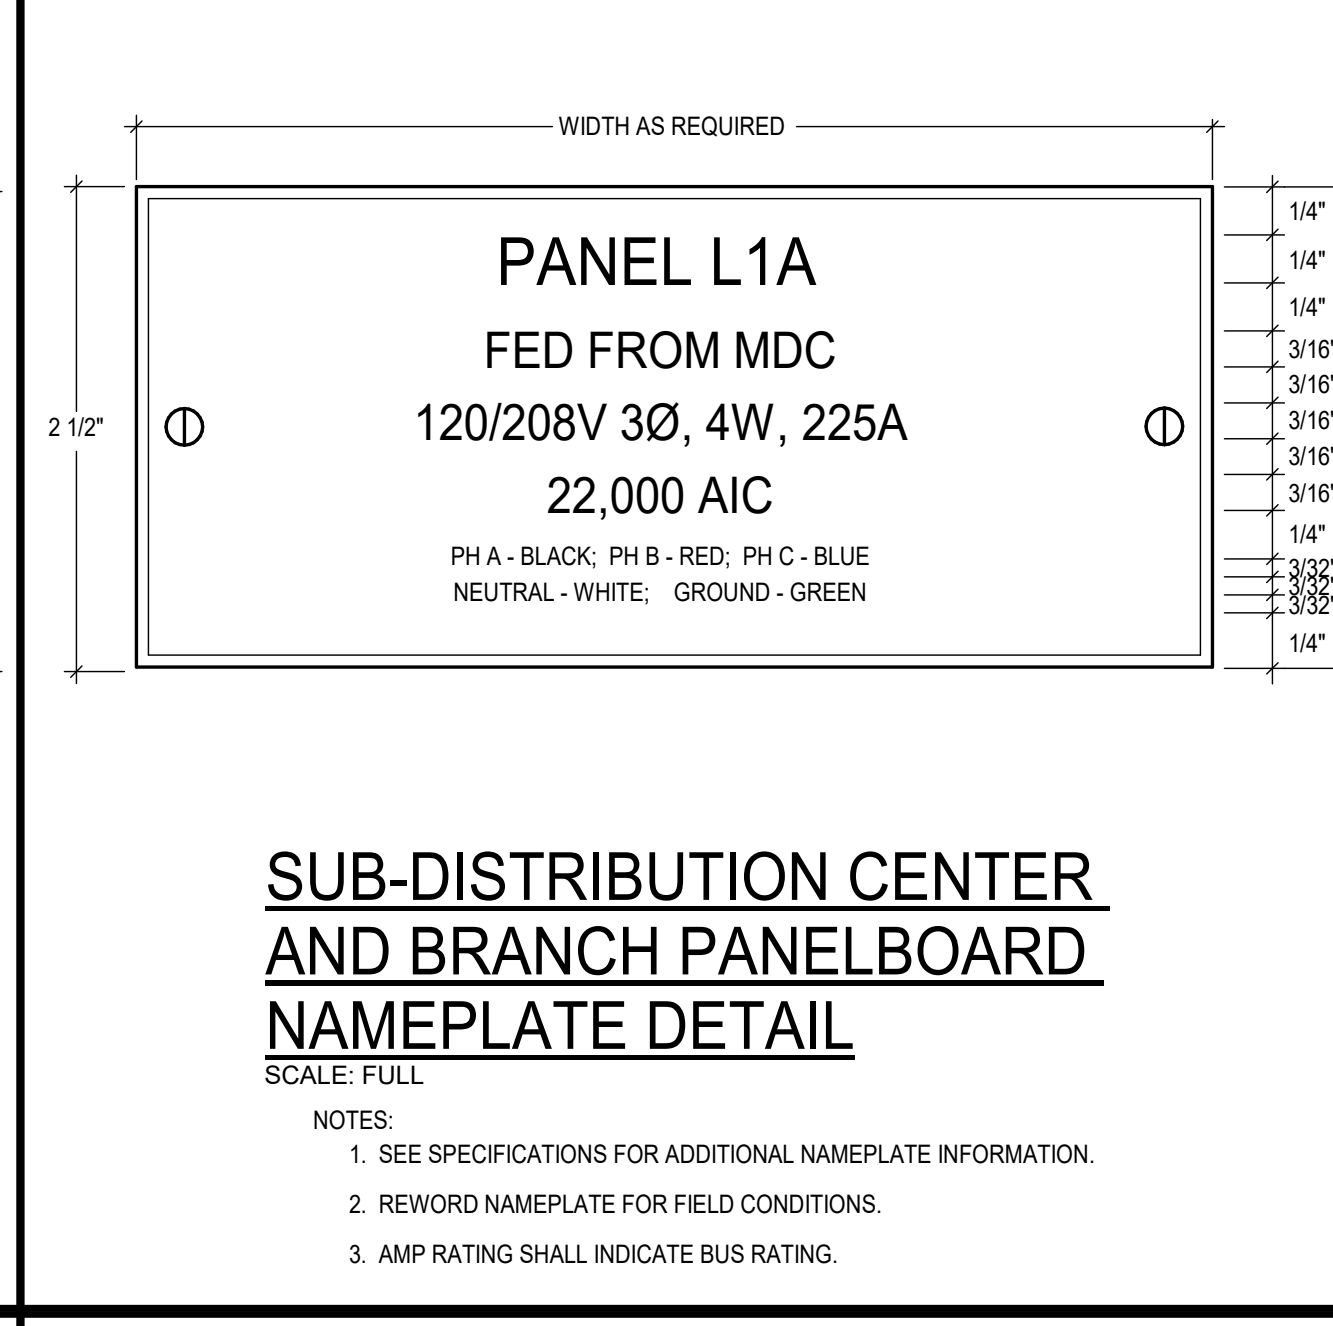 WIDTH AS REQUIRED
PANEL L1A
FED FROM MDC
120/208V 3Ø, 4W, 225A
22,000 AIC
PH A - BLACK; PH B - RED; PH C - BLUE
NEUTRAL - WHITE; GROUND - GREEN
2 1/2"
1/4"
1/4"
1/4"
3/16"
3/16"
3/16"
3/16"
3/16"
1/4"
3/32"
3/32"
3/32"
1/4"
SUB-DISTRIBUTION CENTER
AND BRANCH PANELBOARD
NAMEPLATE DETAIL
SCALE: FULL
NOTES:
1. SEE SPECIFICATIONS FOR ADDITIONAL NAMEPLATE INFORMATION.
2. REWORD NAMEPLATE FOR FIELD CONDITIONS.
3. AMP RATING SHALL INDICATE BUS RATING.